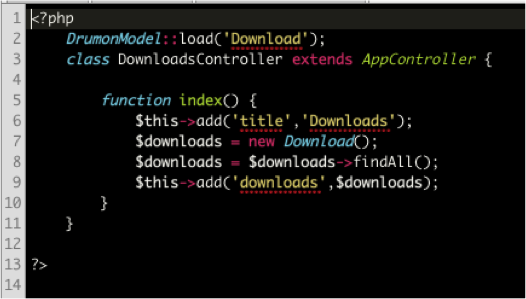 1 <?php
2 DrumonModel::load('Download');
3 class DownloadsController extends AppController {
4
5 function index() {
6 $this->add('title','Downloads');
7 $downloads = new Download();
8 $downloads = $downloads->findAll();
9 $this->add('downloads',$downloads);
10 }
11 }
12
13 ?>
14